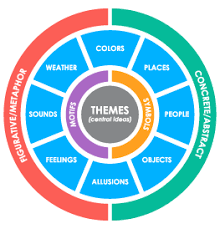 COLORS
WEATHER
PLACES
FIGURATIVE/METAPHOR
SOUNDS
MOTIFS
THEMES
(central ideas)
SYMBOLS
PEOPLE
CONCRETE/ABSTRACT
FEELINGS
OBJECTS
ALLUSIONS